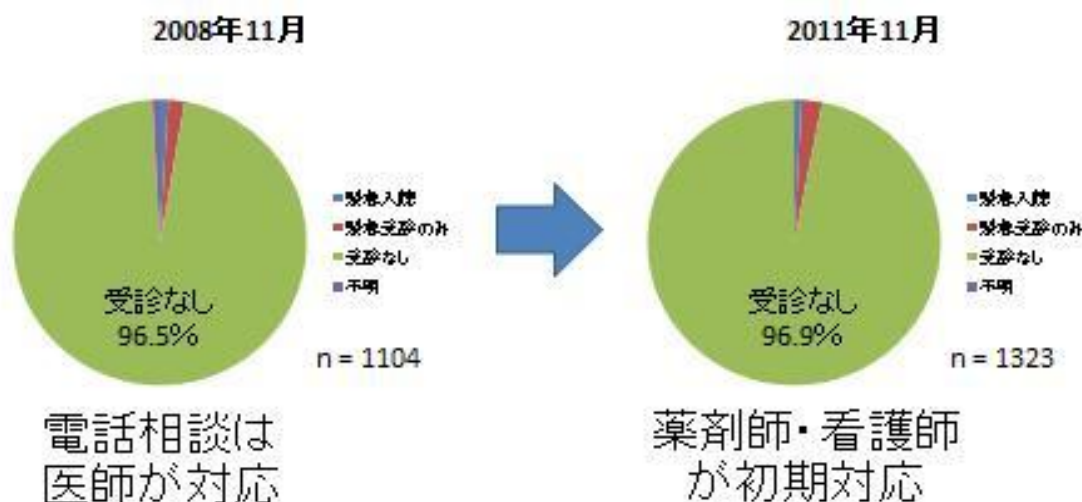 2008年11月
緊急入院
緊急受診のみ
受診なし
不明
受診なし
96.5%
n = 1104
電話相談は
医師が対応
2011年11月
緊急入院
緊急受診のみ
受診なし
不明
受診なし
96.9%
n = 1323
薬剤師・看護師
が初期対応